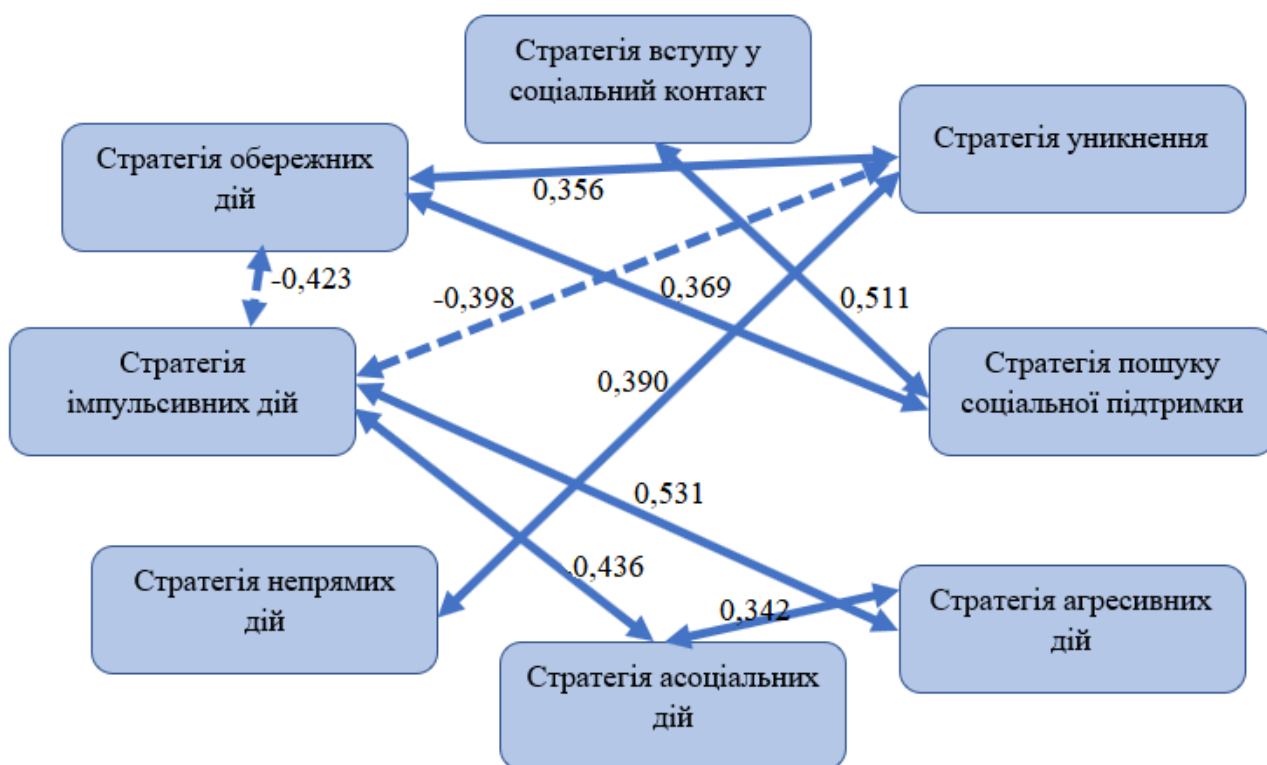 Стратегія вступу у
соціальний контакт
Стратегія уникнення
Стратегія обережних
дій
0,356
-0,423
-0,398
0,369
0,511
Стратегія
імпульсивних дій
Стратегія пошуку
соціальної підтримки
0,390
0,531
Стратегія непрямих
дій
0,436
0,342
Стратегія агресивних
дій
Стратегія асоціальних
дій